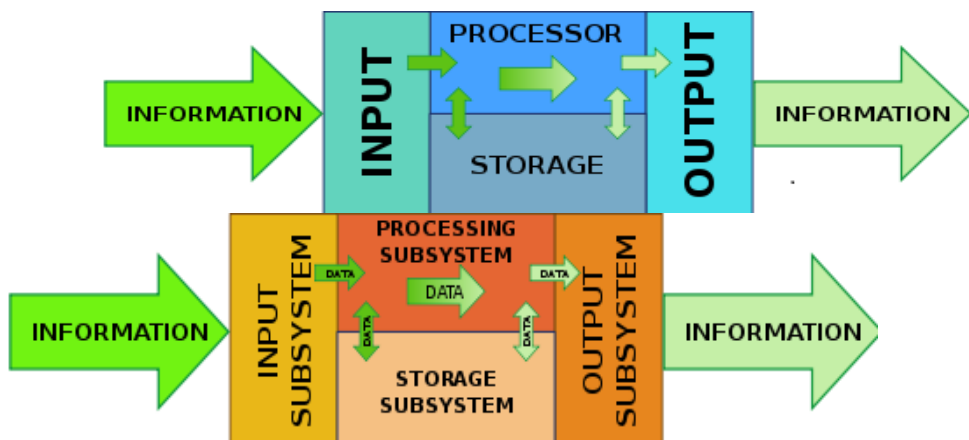 PROCESSOR
INFORMATION
INPUT
OUTPUT
INFORMATION
STORAGE
PROCESSING
SUBSYSTEM
INFORMATION
INPUT
SUBSYSTEM
DATA
DATA
DATA
DATA
DATA
OUTPUT
SUBSYSTEM
INFORMATION
STORAGE
SUBSYSTEM